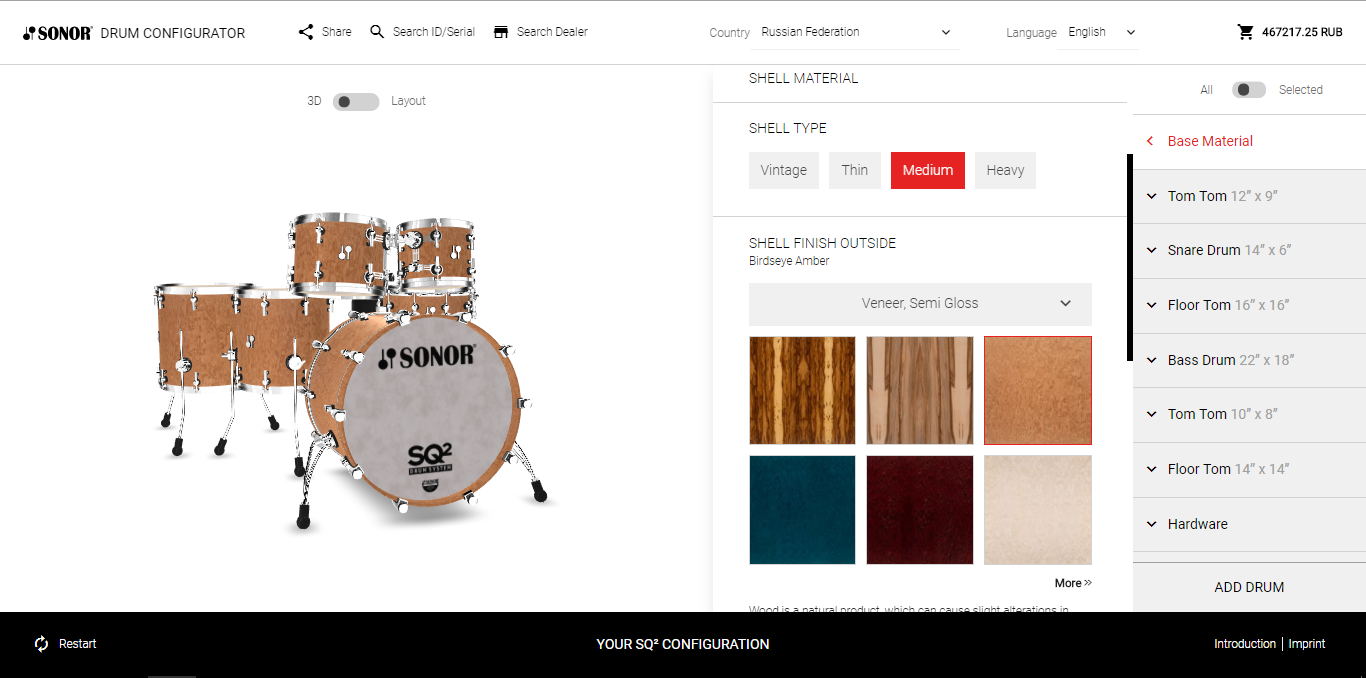 SONOR DRUM CONFIGURATOR
Share
Search ID/Serial
Search Dealer
Country Russian Federation
Language English
467217.25 RUB
3D Layout
SONOR
SQ²
DRUM SYSTEM
SHELL MATERIAL
SHELL TYPE
Vintage
Thin
Medium
Heavy
SHELL FINISH OUTSIDE
Birdseye Amber
Veneer, Semi Gloss
More »
Wood is a natural product, which can cause slight alterations in
All Selected
Base Material
Tom Tom 12” x 9”
Snare Drum 14” x 6”
Floor Tom 16” x 16”
Bass Drum 22” x 18”
Tom Tom 10” x 8”
Floor Tom 14” x 14”
Hardware
ADD DRUM
Restart
YOUR SQ² CONFIGURATION
Introduction | Imprint